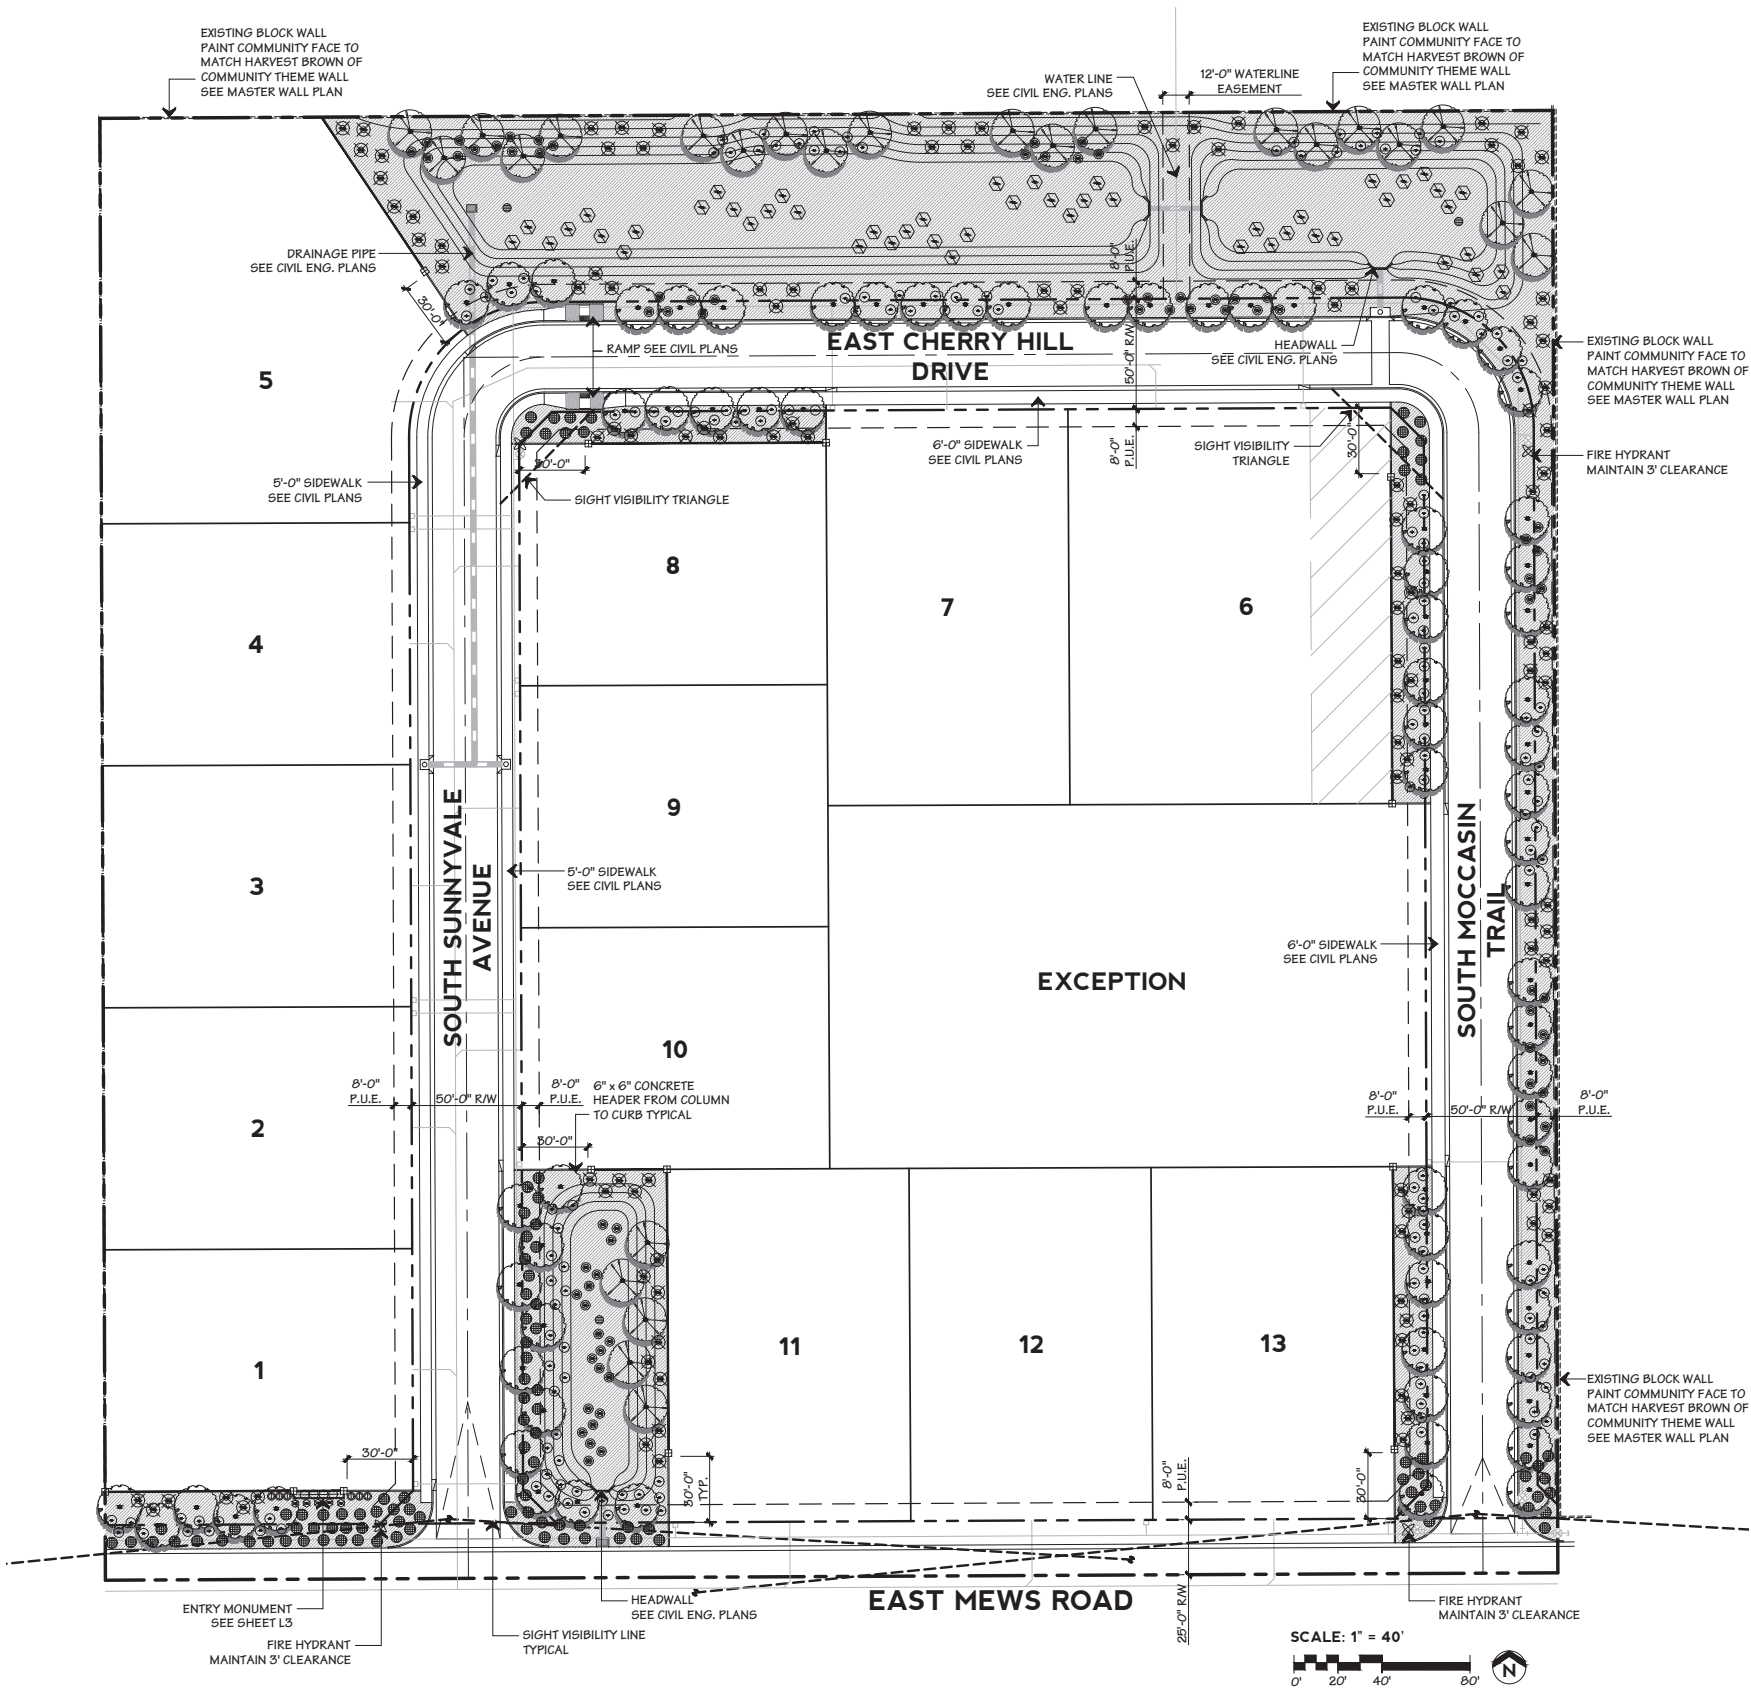 EXISTING BLOCK WALL
PAINT COMMUNITY FACE TO
MATCH HARVEST BROWN OF
COMMUNITY THEME WALL
SEE MASTER WALL PLAN
WATER LINE
SEE CIVIL ENG. PLANS
12'-0" WATERLINE
EASEMENT
EXISTING BLOCK WALL
PAINT COMMUNITY FACE TO
MATCH HARVEST BROWN OF
COMMUNITY THEME WALL
SEE MASTER WALL PLAN
DRAINAGE PIPE
SEE CIVIL ENG. PLANS
8'-0"
P.U.E.
30'-0"
RAMP SEE CIVIL PLANS
EAST CHERRY HILL
DRIVE
50'-0" R/W
HEADWALL
SEE CIVIL ENG. PLANS
EXISTING BLOCK WALL
PAINT COMMUNITY FACE TO
MATCH HARVEST BROWN OF
COMMUNITY THEME WALL
SEE MASTER WALL PLAN
5
6'-0" SIDEWALK
SEE CIVIL PLANS
8'-0"
P.U.E.
SIGHT VISIBILITY
TRIANGLE
30'-0"
FIRE HYDRANT
MAINTAIN 3' CLEARANCE
30'-0"
5'-0" SIDEWALK
SEE CIVIL PLANS
SIGHT VISIBILITY TRIANGLE
8
7
6
4
9
3
SOUTH SUNNYVALE
AVENUE
5'-0" SIDEWALK
SEE CIVIL PLANS
SOUTH MOCCASIN
TRAIL
6'-0" SIDEWALK
SEE CIVIL PLANS
EXCEPTION
10
8'-0"
P.U.E.
50'-0" R/W
8'-0"
P.U.E.
6" x 6" CONCRETE
HEADER FROM COLUMN
TO CURB TYPICAL
8'-0"
P.U.E.
50'-0" R/W
8'-0"
P.U.E.
2
30'-0"
1
11
12
13
EXISTING BLOCK WALL
PAINT COMMUNITY FACE TO
MATCH HARVEST BROWN OF
COMMUNITY THEME WALL
SEE MASTER WALL PLAN
30'-0"
30'-0"
TYP.
8'-0"
P.U.E.
30'-0"
ENTRY MONUMENT
SEE SHEET L3
FIRE HYDRANT
MAINTAIN 3' CLEARANCE
SIGHT VISIBILITY LINE
TYPICAL
HEADWALL
SEE CIVIL ENG. PLANS
EAST MEWS ROAD
25'-0" R/W
FIRE HYDRANT
MAINTAIN 3' CLEARANCE
SCALE: 1" = 40'
0' 20' 40' 80'
N